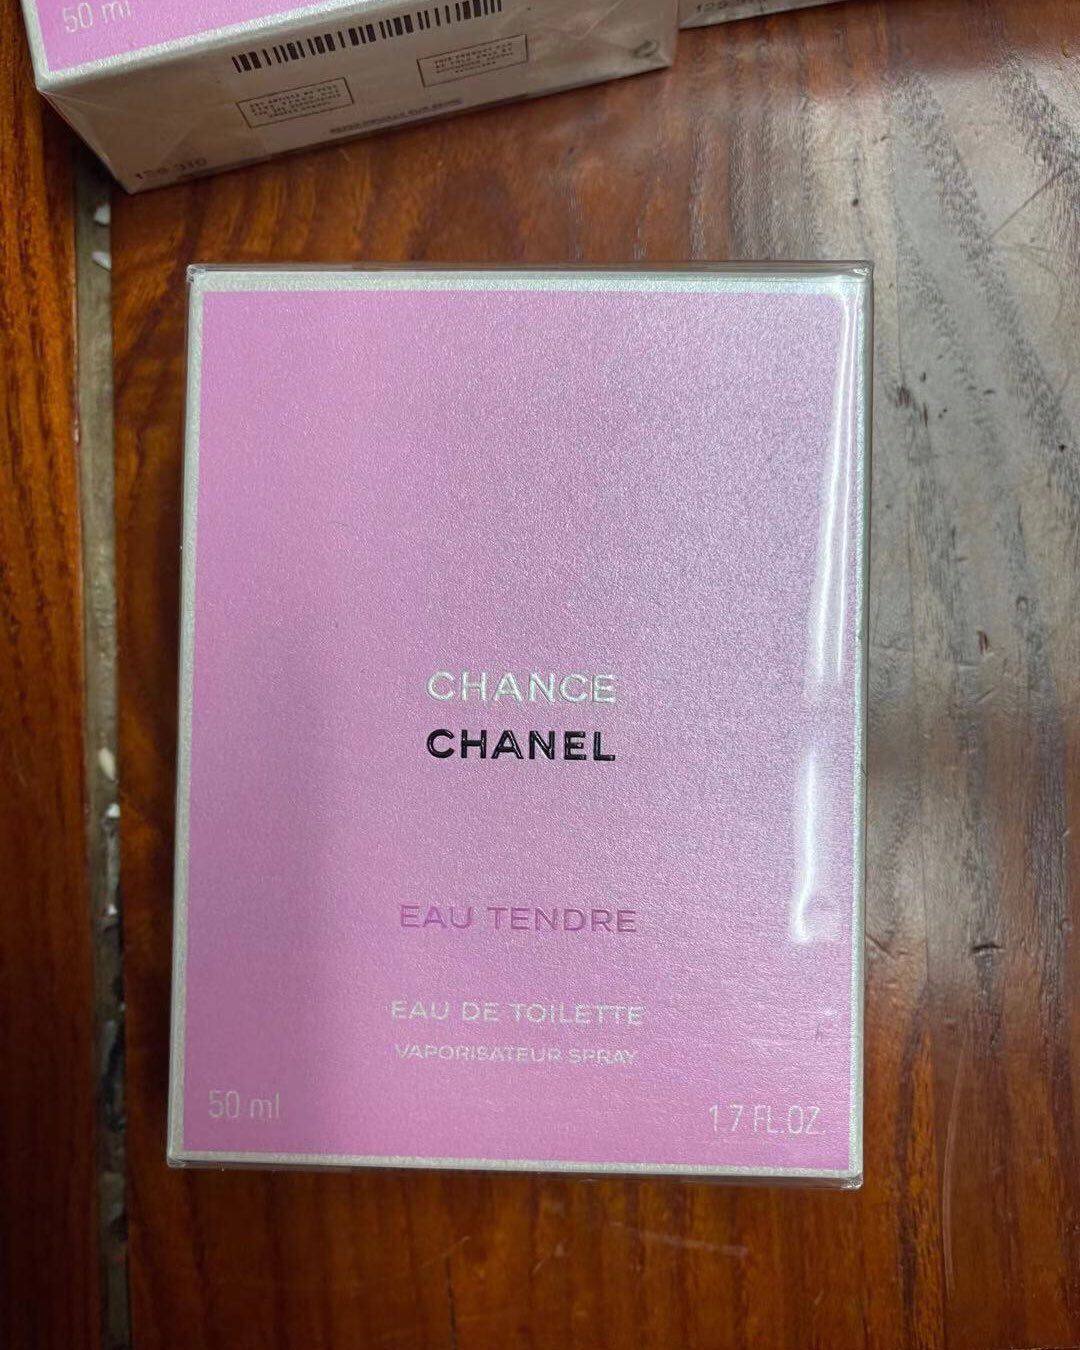 50 ml
CHANCE
CHANEL
EAU TENDRE
EAU DE TOILETTE
VAPORISATEUR SPRAY
50 ml
1.7 FL.OZ.